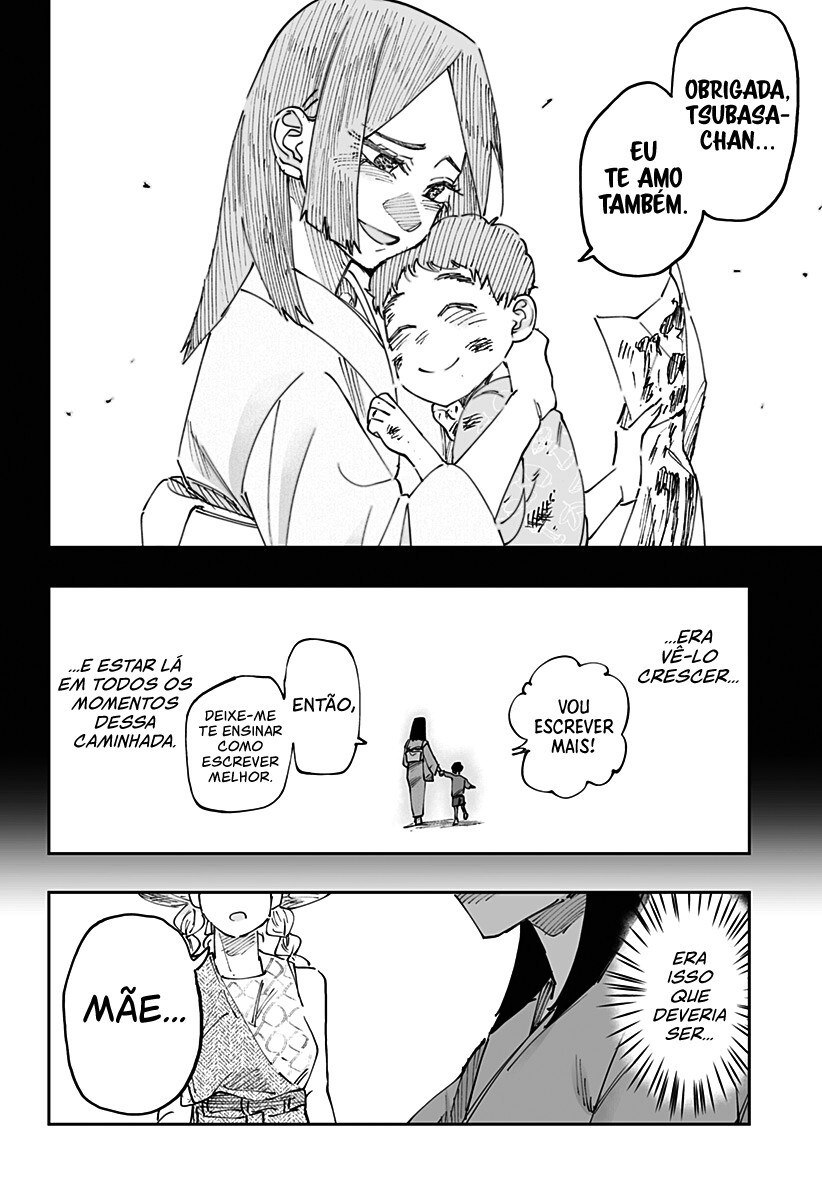 OBRIGADA,
TSUBASA-
CHAN...
EU
TE AMO
TAMBÉM.
...ERA
VÊ-LO
CRESCER...
VOU
ESCREVER
MAIS!
ENTÃO,
DEIXE-ME
TE ENSINAR
COMO
ESCREVER
MELHOR.
...E ESTAR LÁ
EM TODOS OS
MOMENTOS
DESSA
CAMINHADA.
ERA
ISSO
QUE
DEVERIA
SER...
MÃE...